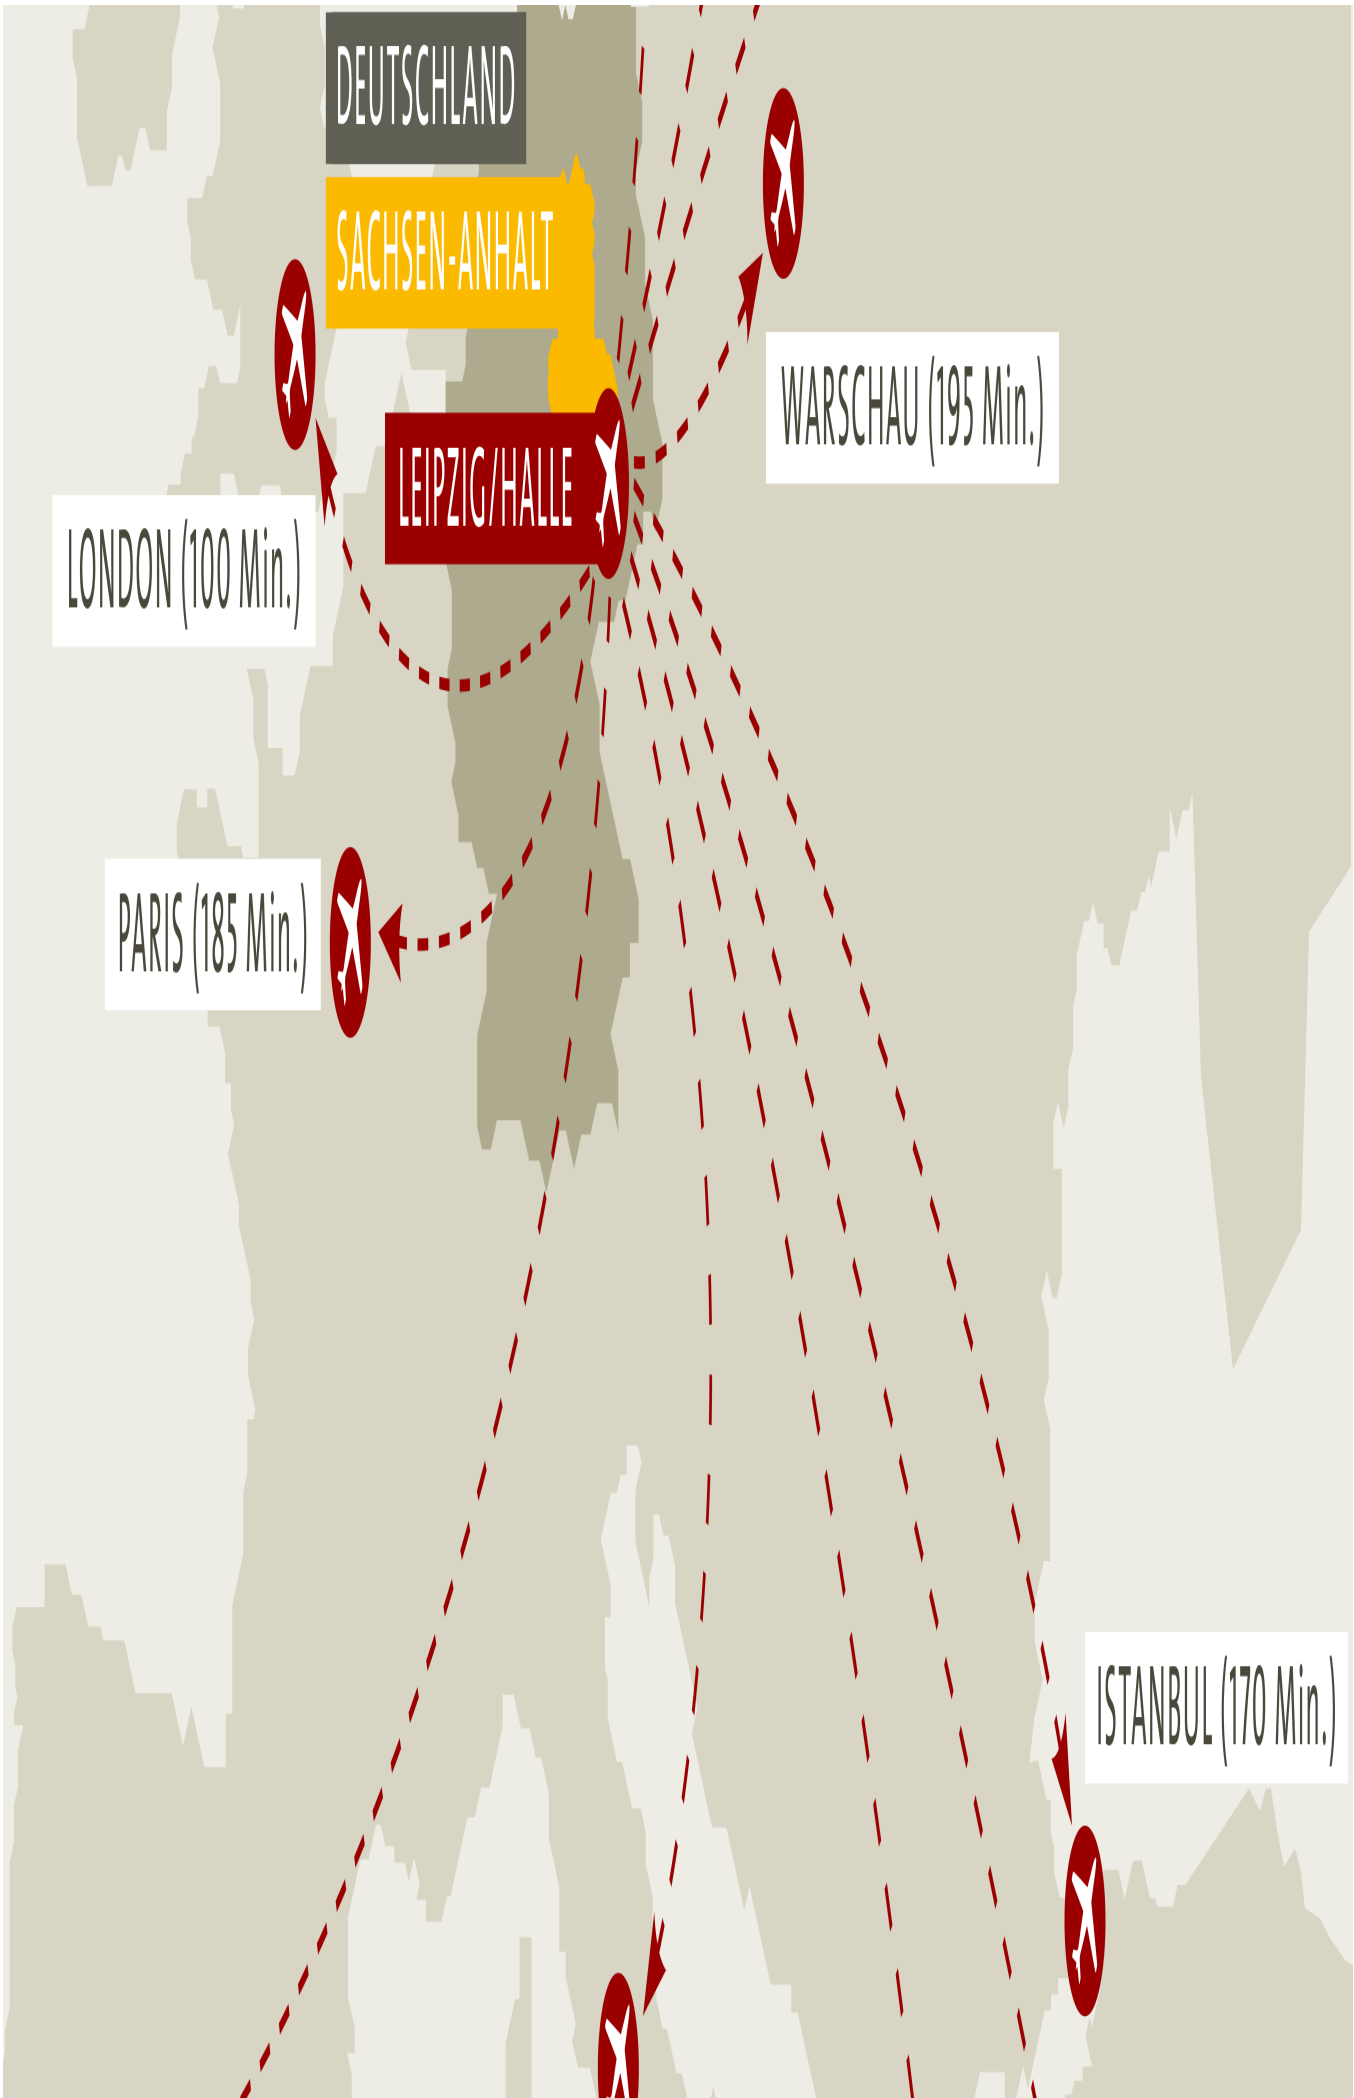 DEUTSCHLAND
SACHSEN-ANHALT
WARSCHAU (195 Min.)
LEIPZIG/HALLE
LONDON (100 Min.)
PARIS (185 Min.)
ISTANBUL (170 Min.)